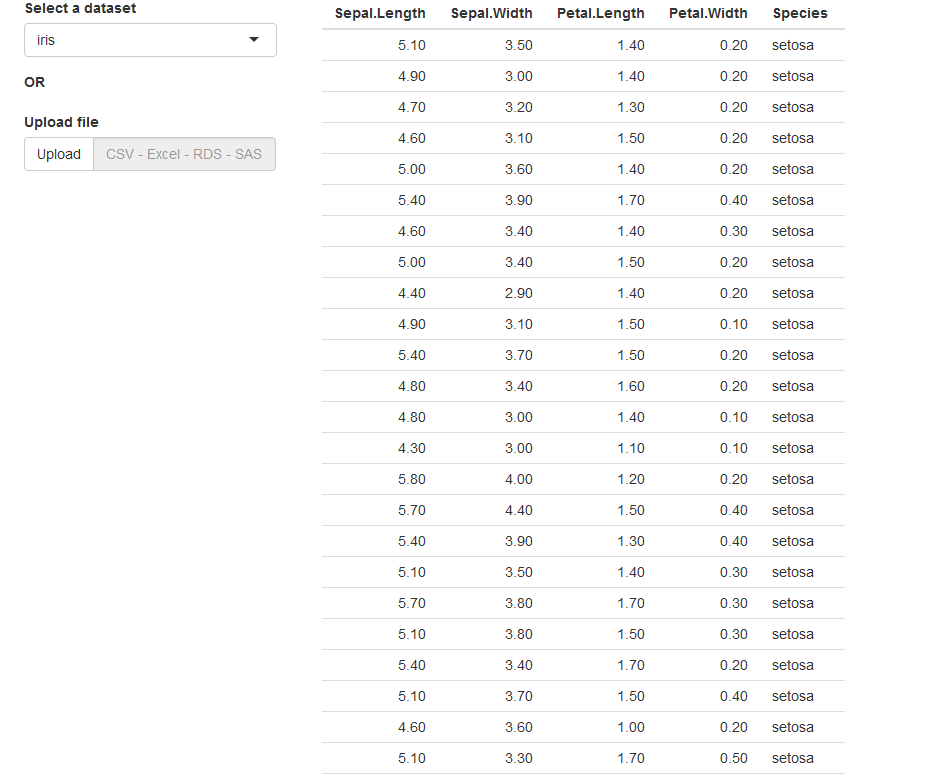 Select a dataset
iris
OR
Upload file
Upload CSV - Excel - RDS - SAS
Sepal.Length Sepal.Width Petal.Length Petal.Width Species
5.10 3.50 1.40 0.20 setosa
4.90 3.00 1.40 0.20 setosa
4.70 3.20 1.30 0.20 setosa
4.60 3.10 1.50 0.20 setosa
5.00 3.60 1.40 0.20 setosa
5.40 3.90 1.70 0.40 setosa
4.60 3.40 1.40 0.30 setosa
5.00 3.40 1.50 0.20 setosa
4.40 2.90 1.40 0.20 setosa
4.90 3.10 1.50 0.10 setosa
5.40 3.70 1.50 0.20 setosa
4.80 3.40 1.60 0.20 setosa
4.80 3.00 1.40 0.10 setosa
4.30 3.00 1.10 0.10 setosa
5.80 4.00 1.20 0.20 setosa
5.70 4.40 1.50 0.40 setosa
5.40 3.90 1.30 0.40 setosa
5.10 3.50 1.40 0.30 setosa
5.70 3.80 1.70 0.30 setosa
5.10 3.80 1.50 0.30 setosa
5.40 3.40 1.70 0.20 setosa
5.10 3.70 1.50 0.40 setosa
4.60 3.60 1.00 0.20 setosa
5.10 3.30 1.70 0.50 setosa